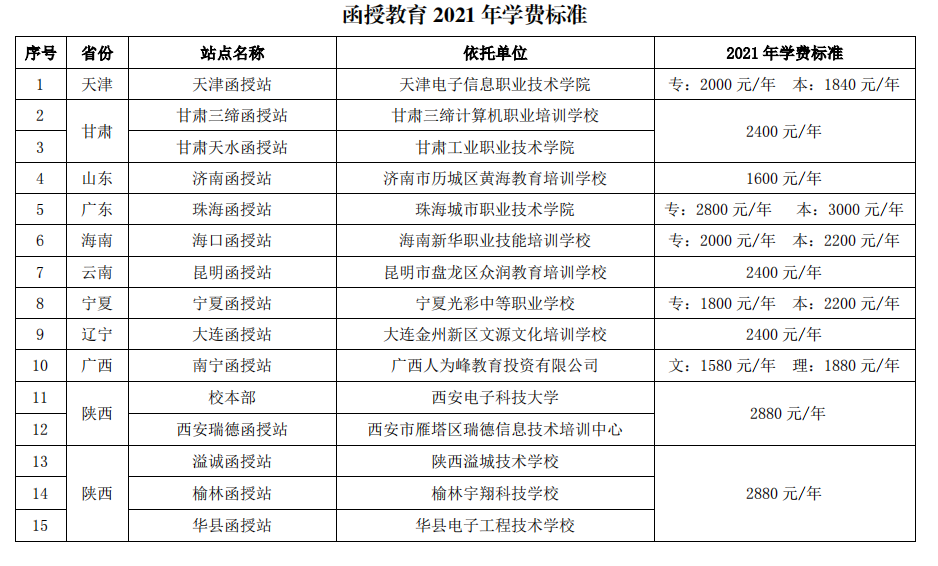 函授教育 2021 年学费标准
序号 省份 站点名称 依托单位 2021 年学费标准
1 天津 天津函授站 天津电子信息职业技术学院 专：2000 元/年 本：1840 元/年
2 甘肃 甘肃三缔函授站 甘肃三缔计算机职业培训学校 2400 元/年
3 甘肃天水函授站 甘肃工业职业技术学院
4 山东 济南函授站 济南市历城区黄海教育培训学校 1600 元/年
5 广东 珠海函授站 珠海城市职业技术学院 专：2800 元/年 本：3000 元/年
6 海南 海口函授站 海南新华职业技能培训学校 专：2000 元/年 本：2200 元/年
7 云南 昆明函授站 昆明市盘龙区众润教育培训学校 2400 元/年
8 宁夏 宁夏函授站 宁夏光彩中等职业学校 专：1800 元/年 本：2200 元/年
9 辽宁 大连函授站 大连金州新区文源文化培训学校 2400 元/年
10 广西 南宁函授站 广西人为峰教育投资有限公司 文：1580 元/年 理：1880 元/年
11 陕西 校本部 西安电子科技大学 2880 元/年
12 西安瑞德函授站 西安市雁塔区瑞德信息技术培训中心
13 陕西 溢诚函授站 陕西溢城技术学校 2880 元/年
14 榆林函授站 榆林宇翔科技学校
15 华县函授站 华县电子工程技术学校